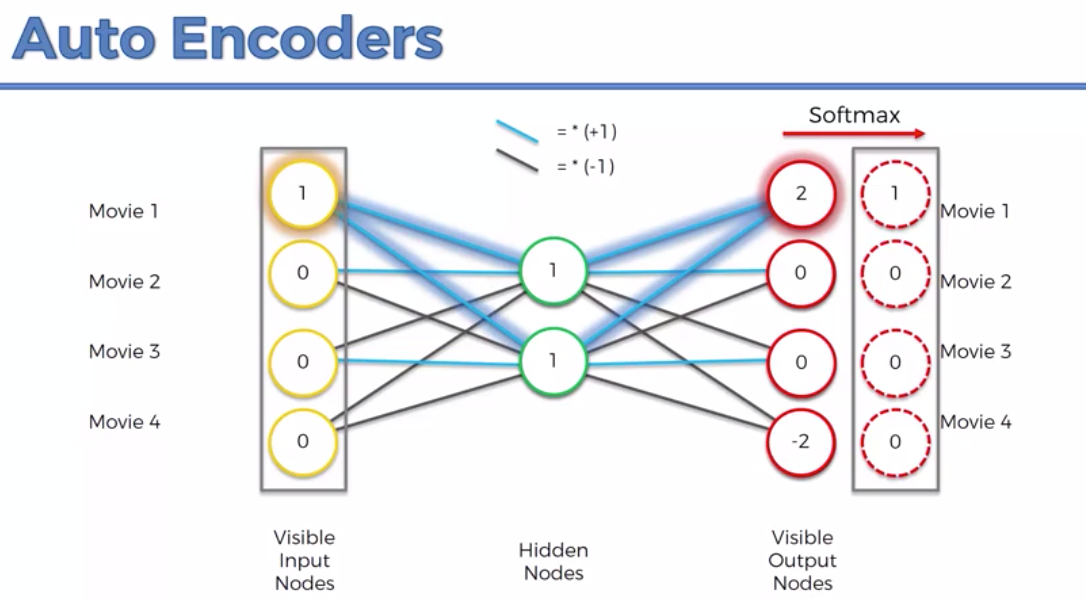 Auto Encoders
Softmax
= * (+1)
= * (-1)
Movie 1
1
1
2
1
Movie 1
Movie 2
0
1
0
0
Movie 2
Movie 3
0
0
0
Movie 3
Movie 4
0
-2
0
Movie 4
Visible
Input
Nodes
Hidden
Nodes
Visible
Output
Nodes